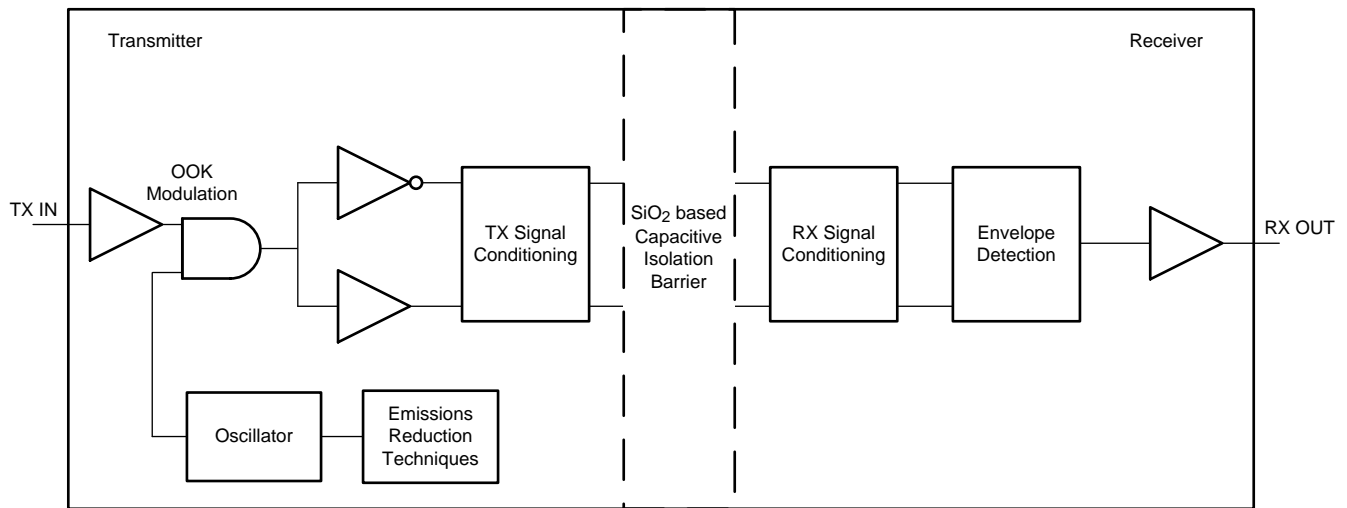 Transmitter
Receiver
OOK
Modulation
TX IN
TX Signal
Conditioning
SiO2 based
Capacitive
Isolation
Barrier
RX Signal
Conditioning
Envelope
Detection
RX OUT
Oscillator
Emissions
Reduction
Techniques